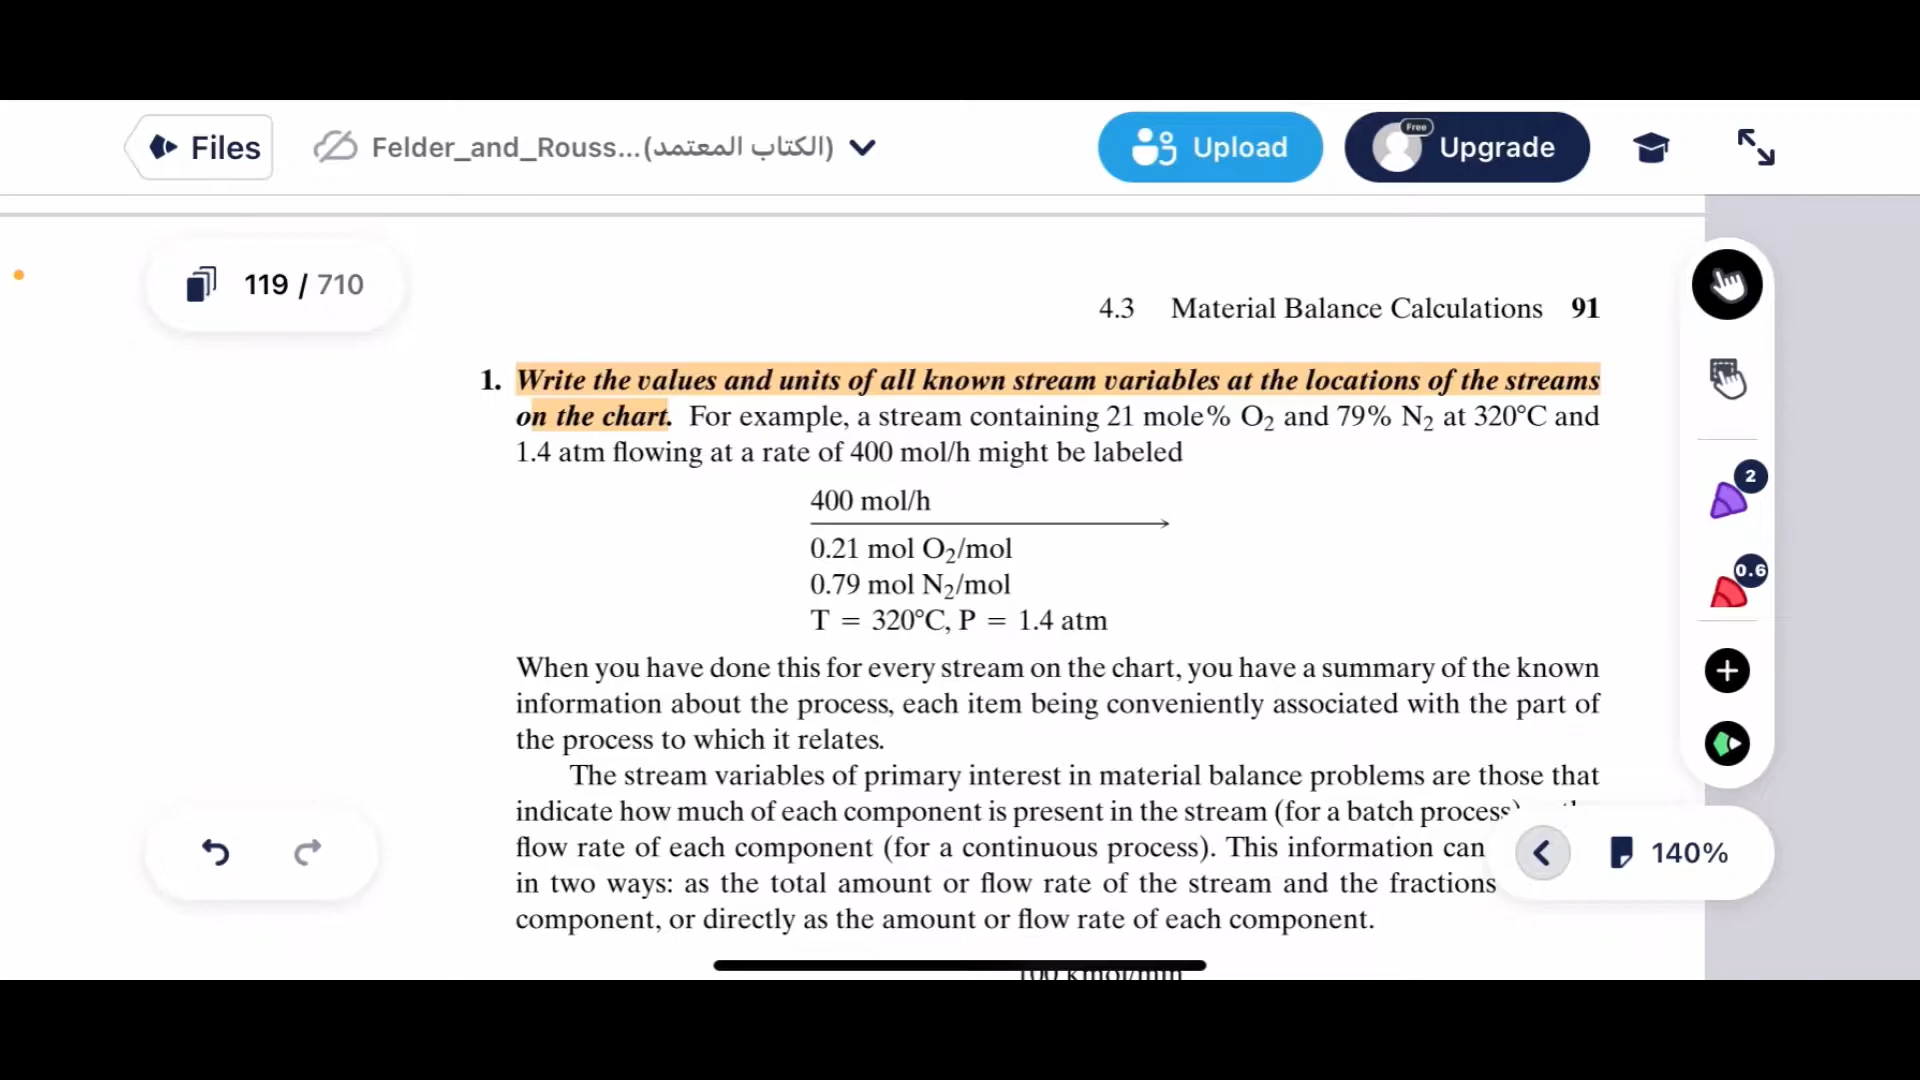 Files
Felder_and_Rouss...(الكتاب المعتمد)
Upload
Free
Upgrade
119 / 710
4.3 Material Balance Calculations 91
1. Write the values and units of all known stream variables at the locations of the streams
on the chart. For example, a stream containing 21 mole% O₂ and 79% N₂ at 320°C and
1.4 atm flowing at a rate of 400 mol/h might be labeled
400 mol/h
0.21 mol O₂/mol
0.79 mol N₂/mol
T = 320°C, P = 1.4 atm
When you have done this for every stream on the chart, you have a summary of the known
information about the process, each item being conveniently associated with the part of
the process to which it relates.
The stream variables of primary interest in material balance problems are those that
indicate how much of each component is present in the stream (for a batch process)
flow rate of each component (for a continuous process). This information can
in two ways: as the total amount or flow rate of the stream and the fractions
component, or directly as the amount or flow rate of each component.
2
0.6
140%